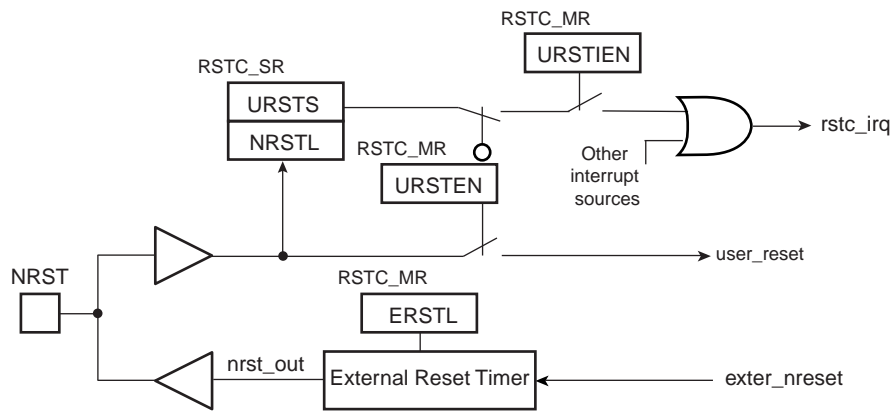 RSTC_MR
URSTIEN
RSTC_SR
URSTS
NRSTL
rstc_irq
RSTC_MR
URSTEN
Other
interrupt
sources
user_reset
NRST
RSTC_MR
ERSTL
nrst_out
External Reset Timer
exter_nreset